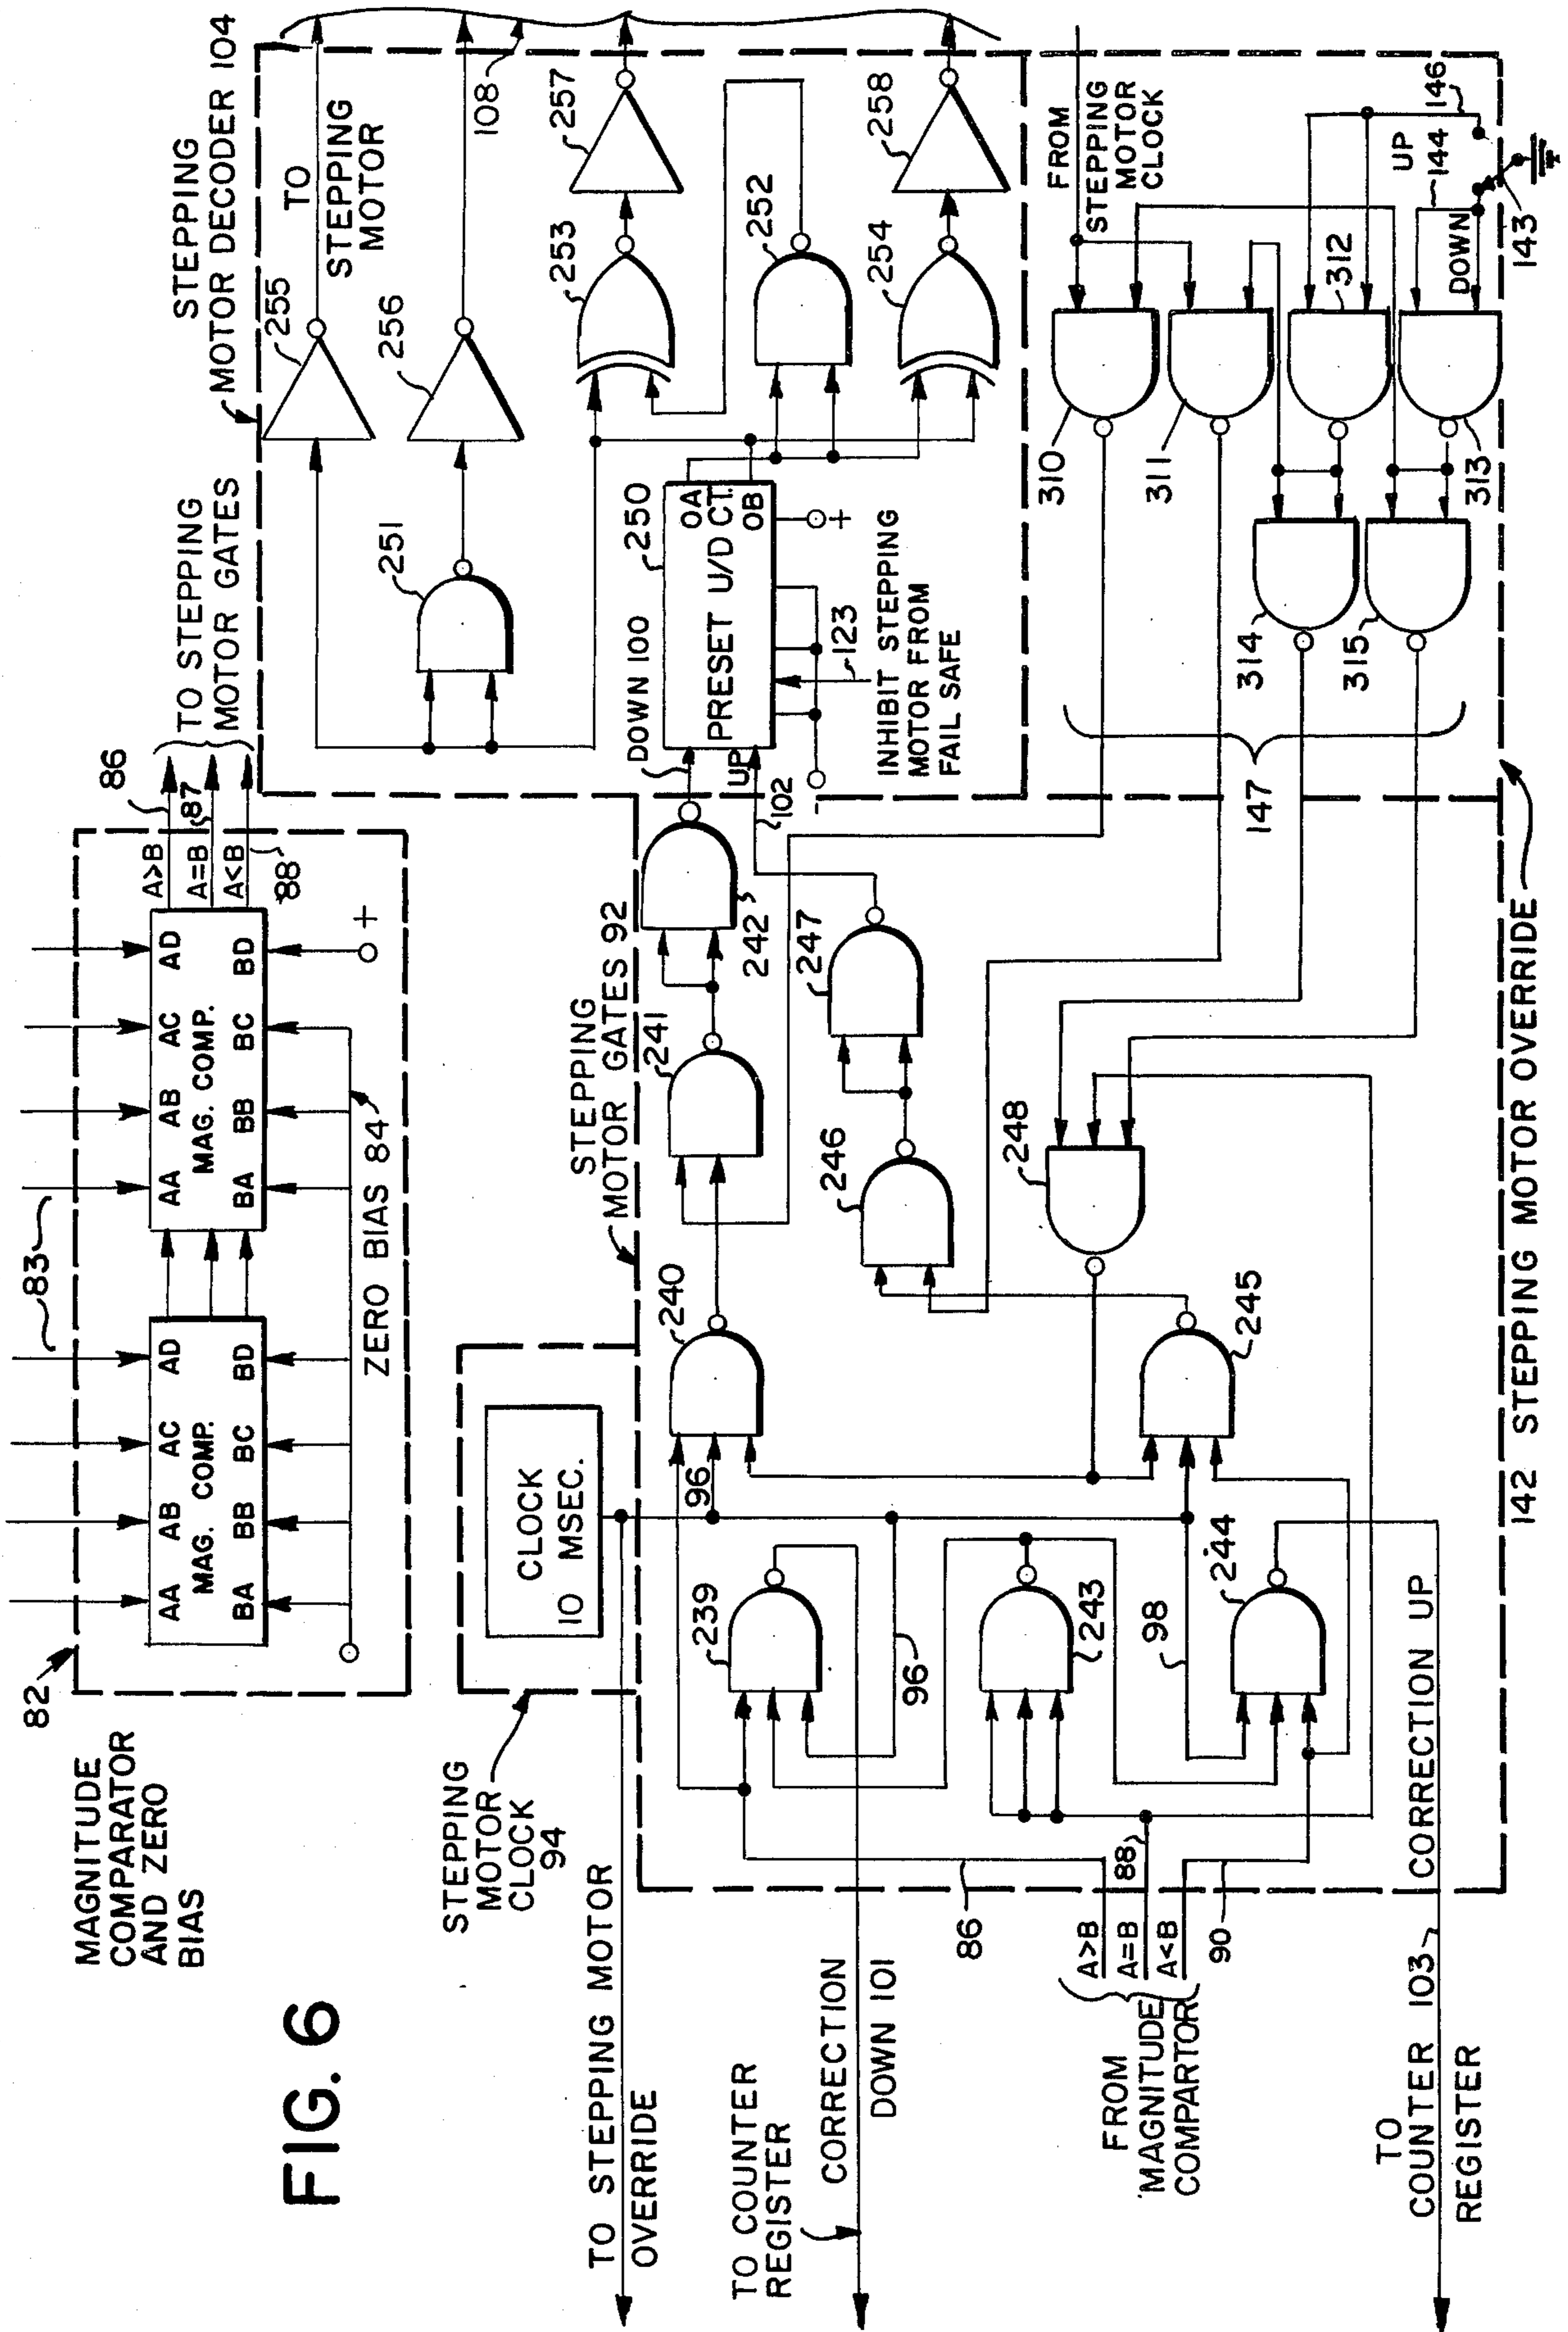 FIG. 6
82
MAGNITUDE
COMPARATOR
AND ZERO
BIAS
83
AA AB AC AD
MAG. COMP.
BA BB BC BD
AA AB AC AD
MAG. COMP.
BA BB BC BD
ZERO BIAS 84
+
A>B
A=B
A<B
86
87
88
TO STEPPING
MOTOR GATES
STEPPING
MOTOR DECODER 104
255
TO
STEPPING
MOTOR
256
108
251
253
257
252
254
258
DOWN 100
250
PRESET U/D CT.
OA
OB
UP
102
-
+
123
INHIBIT STEPPING
MOTOR FROM
FAIL SAFE
STEPPING
MOTOR
CLOCK
94
CLOCK
10 MSEC.
TO STEPPING MOTOR
OVERRIDE
STEPPING
MOTOR GATES 92
239
240
96
241
242
96
243
244
98
245
246
247
248
TO COUNTER
REGISTER
CORRECTION
DOWN 101
FROM
MAGNITUDE
COMPARTOR
A>B
A=B
A<B
86
88
90
TO
COUNTER 103
REGISTER
CORRECTION UP
FROM
STEPPING
MOTOR
CLOCK
310
311
312
313
314
315
147
UP
144
146
DOWN
143
142 STEPPING MOTOR OVERRIDE